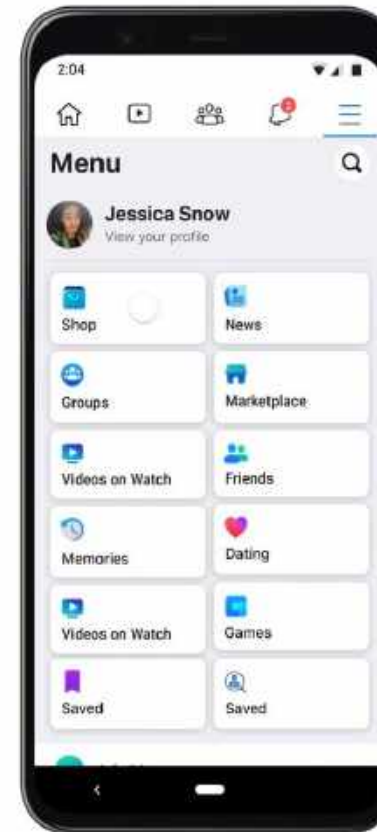 2:04
Menu
Jessica Snow
View your profile
Shop
News
Groups
Marketplace
Videos on Watch
Friends
Memories
Dating
Videos on Watch
Games
Saved
Saved